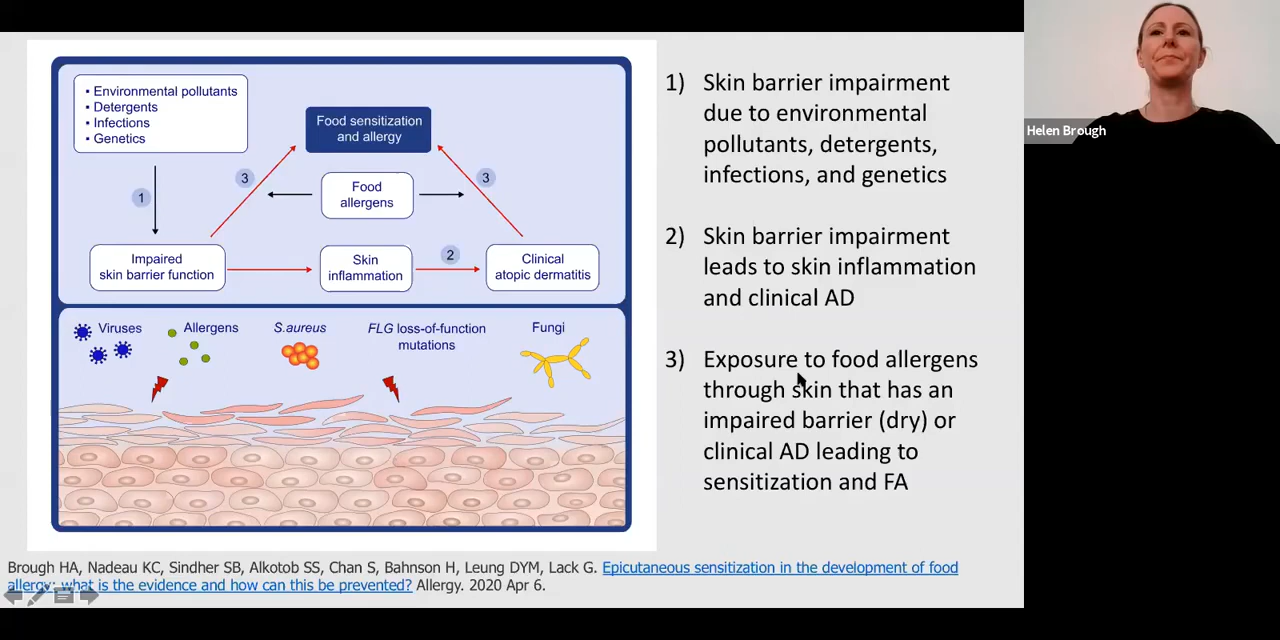 • Environmental pollutants
• Detergents
• Infections
• Genetics
Food sensitization
and allergy
3
3
1
Food
allergens
Impaired
skin barrier function
Skin
inflammation
2
Clinical
atopic dermatitis
Viruses
Allergens
S.aureus
FLG loss-of-function
mutations
Fungi
1) Skin barrier impairment
due to environmental
pollutants, detergents,
infections, and genetics
2) Skin barrier impairment
leads to skin inflammation
and clinical AD
3) Exposure to food allergens
through skin that has an
impaired barrier (dry) or
clinical AD leading to
sensitization and FA
Brough HA, Nadeau KC, Sindher SB, Alkotob SS, Chan S, Bahnson H, Leung DYM, Lack G. Epicutaneous sensitization in the development of food
allergy: what is the evidence and how can this be prevented? Allergy. 2020 Apr 6.
Helen Brough